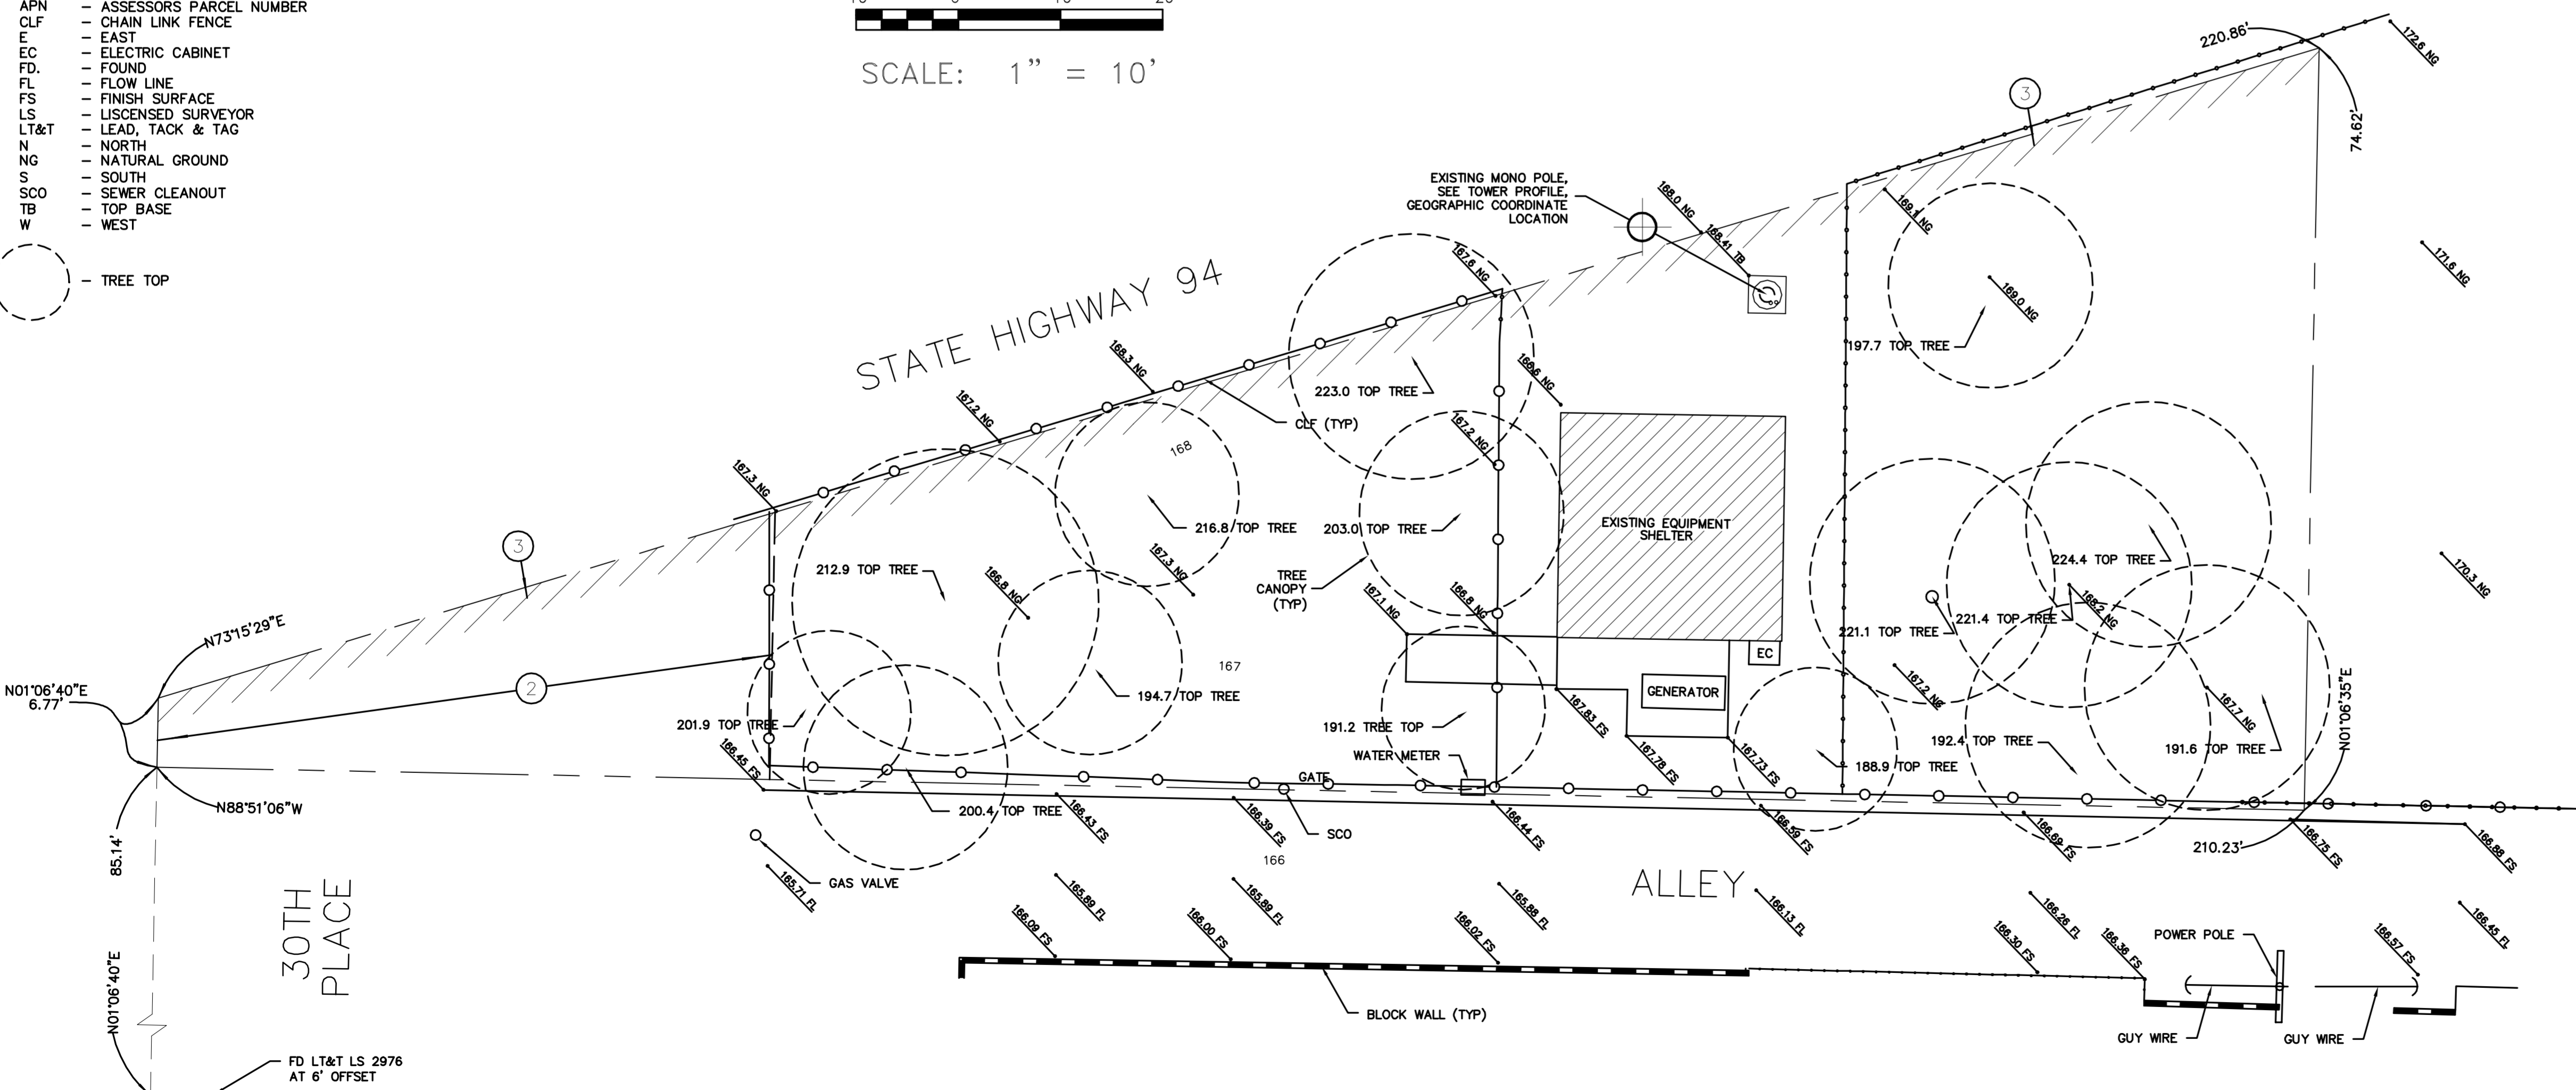 APN – ASSESSORS PARCEL NUMBER
CLF – CHAIN LINK FENCE
E – EAST
EC – ELECTRIC CABINET
FD. – FOUND
FL – FLOW LINE
FS – FINISH SURFACE
LS – LISCENSED SURVEYOR
LT&T – LEAD, TACK & TAG
N – NORTH
NG – NATURAL GROUND
S – SOUTH
SCO – SEWER CLEANOUT
TB – TOP BASE
W – WEST
– TREE TOP
SCALE: 1" = 10'
220.86'
172.6 NG
3
74.62'
EXISTING MONO POLE,
SEE TOWER PROFILE,
GEOGRAPHIC COORDINATE
LOCATION
168.0 NG
168.41 TB
169.1 NG
171.6 NG
169.0 NG
197.7 TOP TREE
STATE HIGHWAY 94
167.6 NG
168.3 NG
223.0 TOP TREE
166.6 NG
167.2 NG
CLF (TYP)
167.2 NG
168
167.3 NG
216.8 TOP TREE
203.0 TOP TREE
EXISTING EQUIPMENT
SHELTER
3
212.9 TOP TREE
166.8 NG
167.3 NG
TREE
CANOPY
(TYP)
167.1 NG
166.8 NG
224.4 TOP TREE
170.3 NG
221.4 TOP TREE
168.2 NG
221.1 TOP TREE
N73°15'29"E
EC
167
N01°06'40"E
6.77'
2
GENERATOR
194.7 TOP TREE
167.2 NG
167.7 NG
N01°06'35"E
201.9 TOP TREE
191.2 TREE TOP
167.83 FS
192.4 TOP TREE
191.6 TOP TREE
166.45 FS
WATER METER
167.78 FS
167.73 FS
188.9 TOP TREE
GATE
N88°51'06"W
200.4 TOP TREE
166.43 FS
166.39 FS
SCO
166.44 FS
166.59 FS
166.69 FS
210.23'
166.75 FS
166.88 FS
85.14'
166
GAS VALVE
165.71 FL
165.89 FL
165.89 FL
165.88 FL
ALLEY
166.13 FL
166.26 FL
166.45 FL
30TH
PLACE
166.09 FS
166.00 FS
166.02 FS
166.30 FS
166.36 FS
POWER POLE
166.57 FS
N01°06'40"E
BLOCK WALL (TYP)
GUY WIRE
GUY WIRE
FD LT&T LS 2976
AT 6' OFFSET